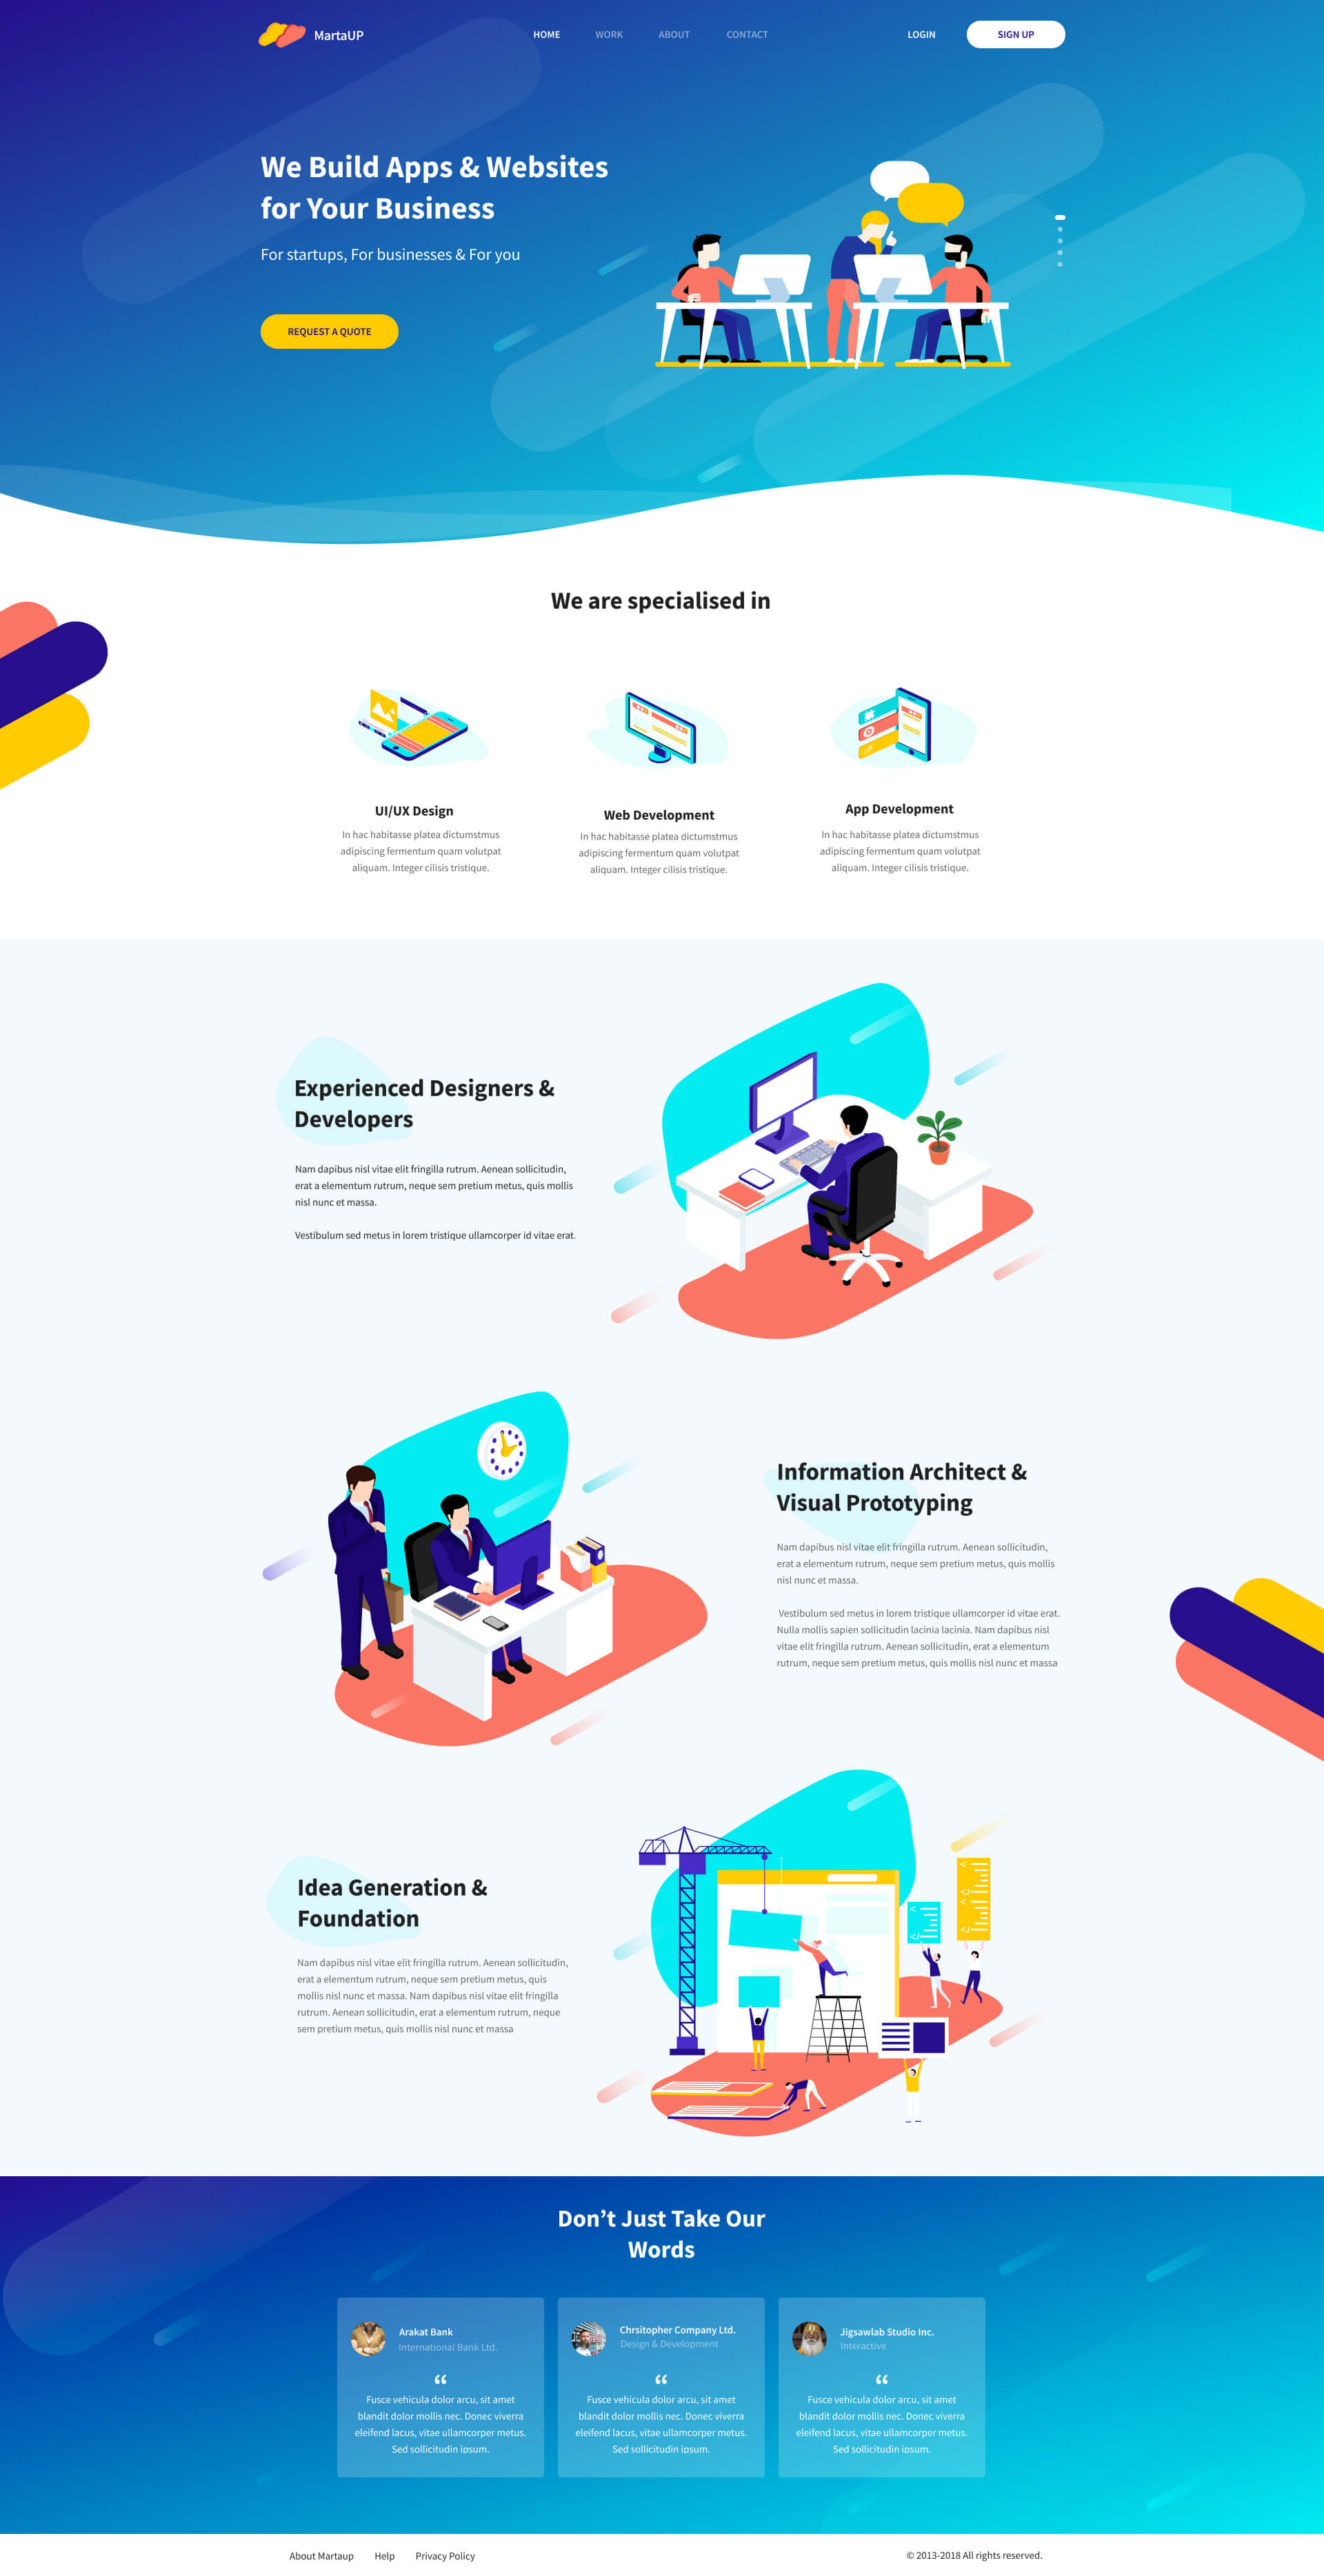 MartaUP
HOME WORK ABOUT CONTACT
LOGIN SIGN UP
We Build Apps & Websites
for Your Business
For startups, For businesses & For you
REQUEST A QUOTE
We are specialised in
UI/UX Design
In hac habitasse platea dictumstmus
adipiscing fermentum quam volutpat
aliquam. Integer cilisis tristique.
Web Development
In hac habitasse platea dictumstmus
adipiscing fermentum quam volutpat
aliquam. Integer cilisis tristique.
App Development
In hac habitasse platea dictumstmus
adipiscing fermentum quam volutpat
aliquam. Integer cilisis tristique.
Experienced Designers &
Developers
Nam dapibus nisl vitae elit fringilla rutrum. Aenean sollicitudin,
erat a elementum rutrum, neque sem pretium metus, quis mollis
nisl nunc et massa.
Vestibulum sed metus in lorem tristique ullamcorper id vitae erat.
Information Architect &
Visual Prototyping
Nam dapibus nisl vitae elit fringilla rutrum. Aenean sollicitudin,
erat a elementum rutrum, neque sem pretium metus, quis mollis
nisl nunc et massa.
Vestibulum sed metus in lorem tristique ullamcorper id vitae erat.
Nulla mollis sapien sollicitudin lacinia lacinia. Nam dapibus nisl
vitae elit fringilla rutrum. Aenean sollicitudin, erat a elementum
rutrum, neque sem pretium metus, quis mollis nisl nunc et massa
Idea Generation &
Foundation
Nam dapibus nisl vitae elit fringilla rutrum. Aenean sollicitudin,
erat a elementum rutrum, neque sem pretium metus, quis
mollis nisl nunc et massa. Nam dapibus nisl vitae elit fringilla
rutrum. Aenean sollicitudin, erat a elementum rutrum, neque
sem pretium metus, quis mollis nisl nunc et massa
<
</
<
</
<
</
Don’t Just Take Our
Words
Arakat Bank
International Bank Ltd.
“
Fusce vehicula dolor arcu, sit amet
blandit dolor mollis nec. Donec viverra
eleifend lacus, vitae ullamcorper metus.
Sed sollicitudin ipsum.
Chrsitopher Company Ltd.
Design & Development
“
Fusce vehicula dolor arcu, sit amet
blandit dolor mollis nec. Donec viverra
eleifend lacus, vitae ullamcorper metus.
Sed sollicitudin ipsum.
Jigsawlab Studio Inc.
Interactive
“
Fusce vehicula dolor arcu, sit amet
blandit dolor mollis nec. Donec viverra
eleifend lacus, vitae ullamcorper metus.
Sed sollicitudin ipsum.
About Martaup Help Privacy Policy
© 2013-2018 All rights reserved.